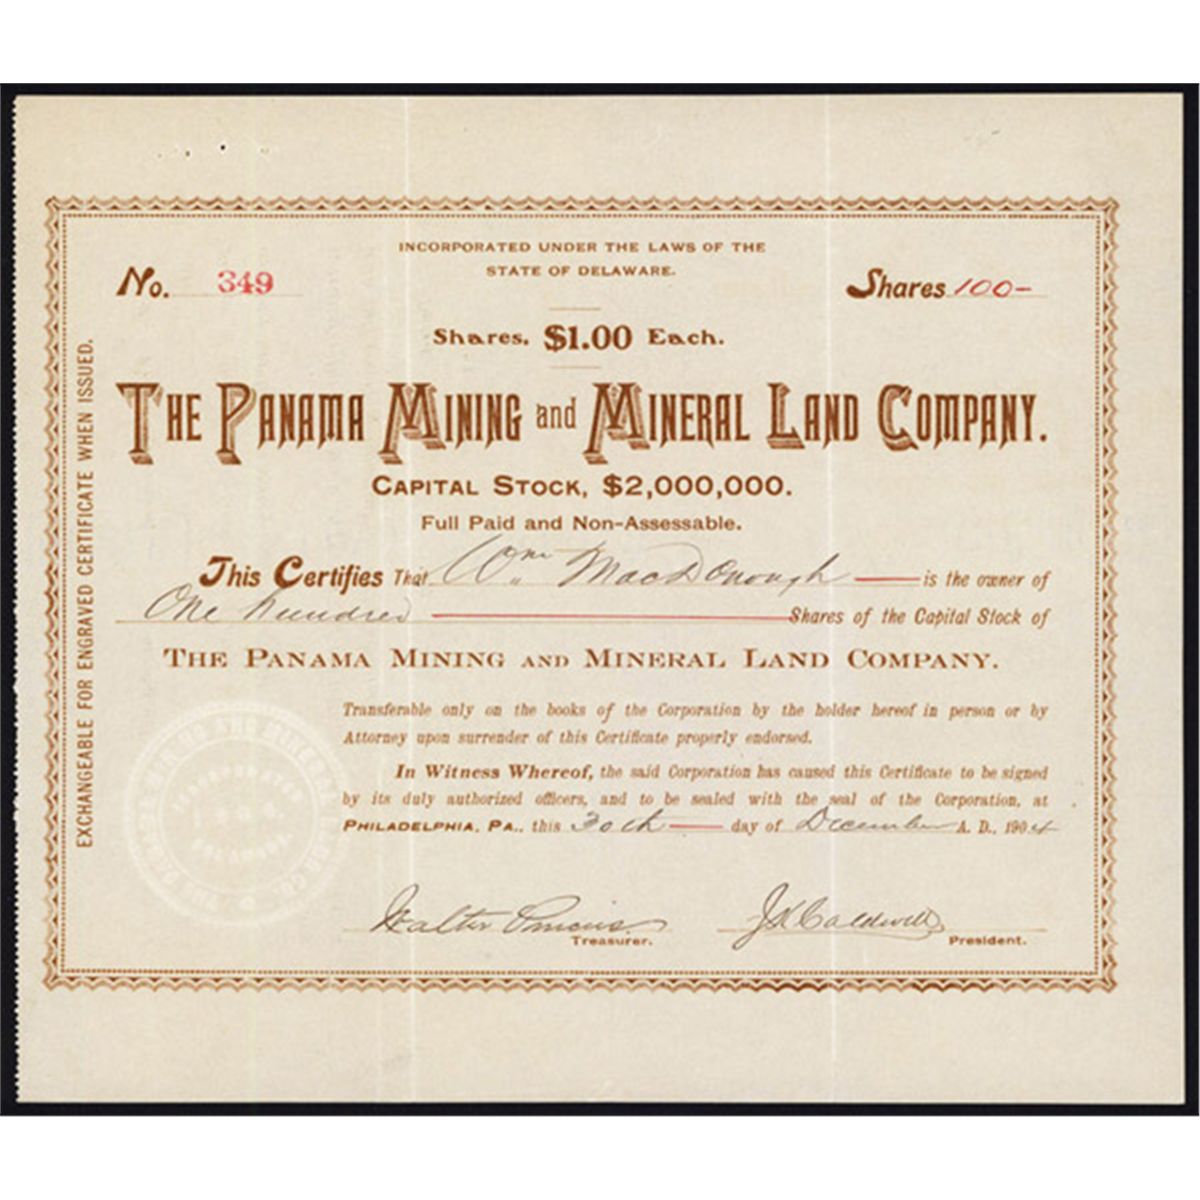 INCORPORATED UNDER THE LAWS OF THE
STATE OF DELAWARE.
No. 349
Shares 100-
Shares, $1.00 Each.
THE PANAMA MINING and MINERAL LAND COMPANY.
CAPITAL STOCK, $2,000,000.
Full Paid and Non-Assessable.
This Certifies That Wm MacDonough is the owner of
One hundred Shares of the Capital Stock of
THE PANAMA MINING AND MINERAL LAND COMPANY.
Transferable only on the books of the Corporation by the holder hereof in person or by
Attorney upon surrender of this Certificate properly endorsed.
In Witness Whereof, the said Corporation has caused this Certificate to be signed
by its duly authorized officers, and to be sealed with the seal of the Corporation, at
PHILADELPHIA, PA., this 30th day of December A. D., 1904
Walter
Treasurer.
J K Caldwell
President.
EXCHANGEABLE FOR ENGRAVED CERTIFICATE WHEN ISSUED.